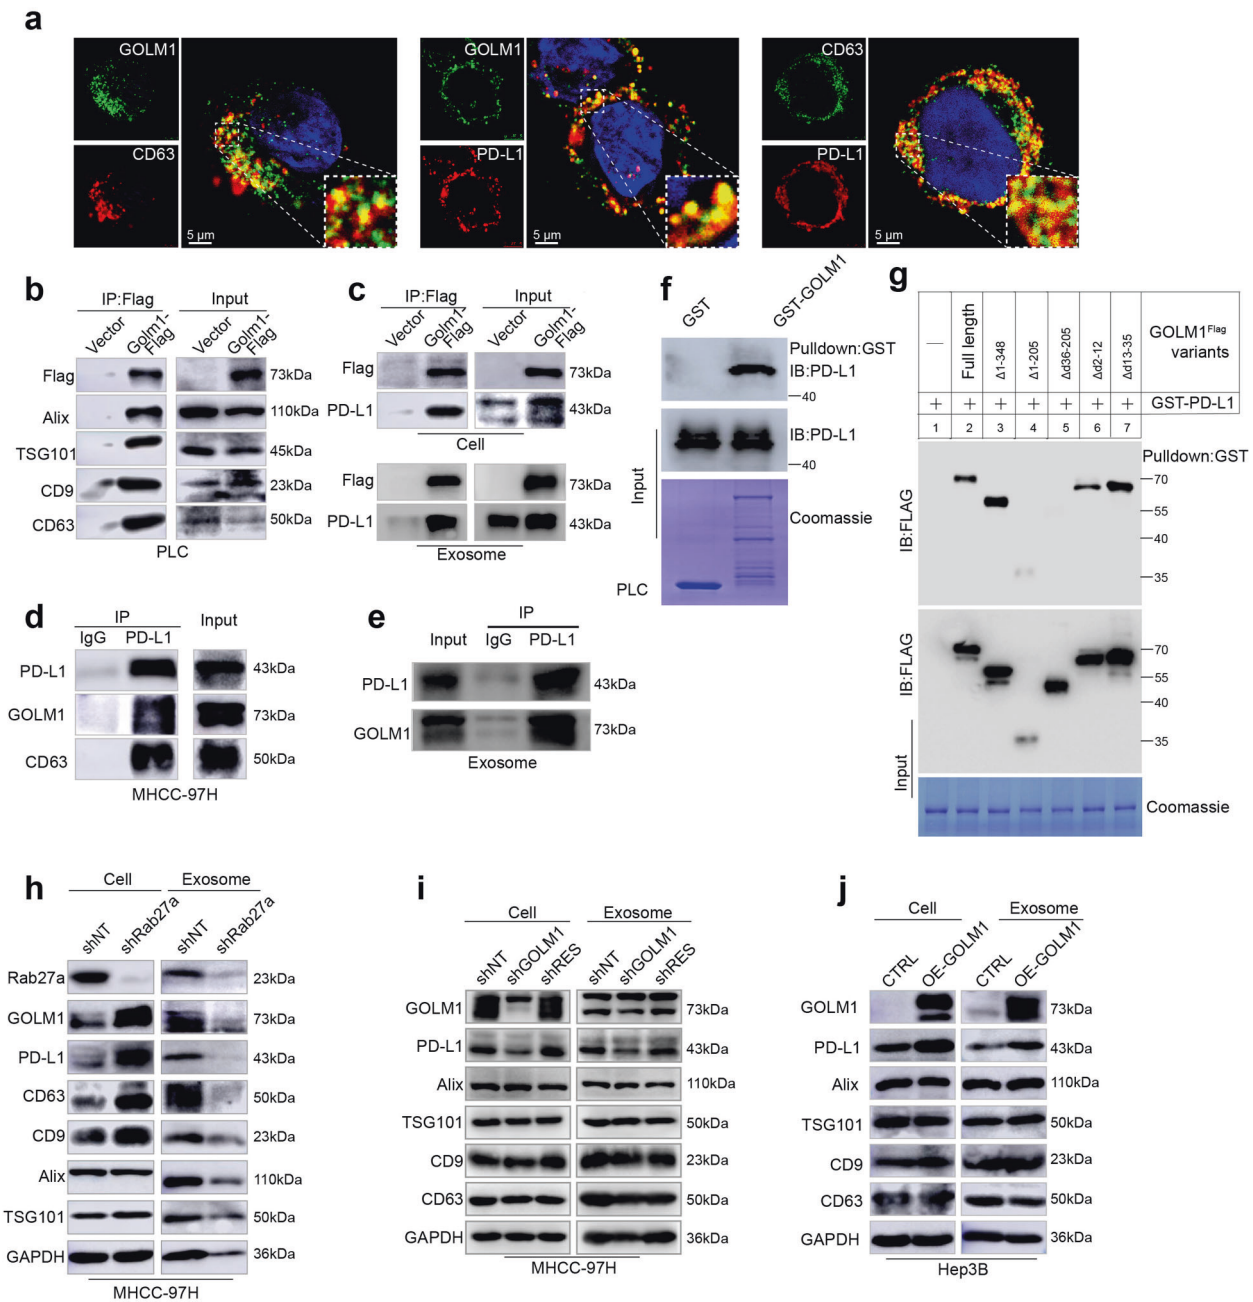 a
GOLM1
CD63
5 μm
GOLM1
PD-L1
5 μm
CD63
PD-L1
5 μm
b
IP:Flag
Input
Vector
Golm1-Flag
Vector
Golm1-Flag
Flag
73kDa
Alix
110kDa
TSG101
45kDa
CD9
23kDa
CD63
50kDa
PLC
c
IP:Flag
Input
Vector
Golm1-Flag
Vector
Golm1-Flag
Flag
73kDa
PD-L1
43kDa
Cell
Flag
73kDa
PD-L1
43kDa
Exosome
d
IP
Input
IgG PD-L1
PD-L1
43kDa
GOLM1
73kDa
CD63
50kDa
MHCC-97H
e
IP
Input IgG PD-L1
PD-L1
43kDa
GOLM1
73kDa
Exosome
f
GST
GST-GOLM1
Pulldown:GST
IB:PD-L1
40
IB:PD-L1
40
Input
Coomassie
PLC
g
—
Full length
Δ1-348
Δ1-205
Δd36-205
Δd2-12
Δd13-35
GOLM1Flag
variants
+ + + + + + + GST-PD-L1
1 2 3 4 5 6 7
Pulldown:GST
IB:FLAG
70
55
40
35
IB:FLAG
70
55
40
35
Input
Coomassie
h
Cell Exosome
shNT
shRab27a
shNT
shRab27a
Rab27a
23kDa
GOLM1
73kDa
PD-L1
43kDa
CD63
50kDa
CD9
23kDa
Alix
110kDa
TSG101
50kDa
GAPDH
36kDa
MHCC-97H
i
Cell Exosome
shNT
shGOLM1
shRES
shNT
shGOLM1
shRES
GOLM1
73kDa
PD-L1
43kDa
Alix
110kDa
TSG101
50kDa
CD9
23kDa
CD63
50kDa
GAPDH
36kDa
MHCC-97H
j
Cell Exosome
CTRL
OE-GOLM1
CTRL
OE-GOLM1
GOLM1
73kDa
PD-L1
43kDa
Alix
110kDa
TSG101
50kDa
CD9
23kDa
CD63
50kDa
GAPDH
36kDa
Hep3B